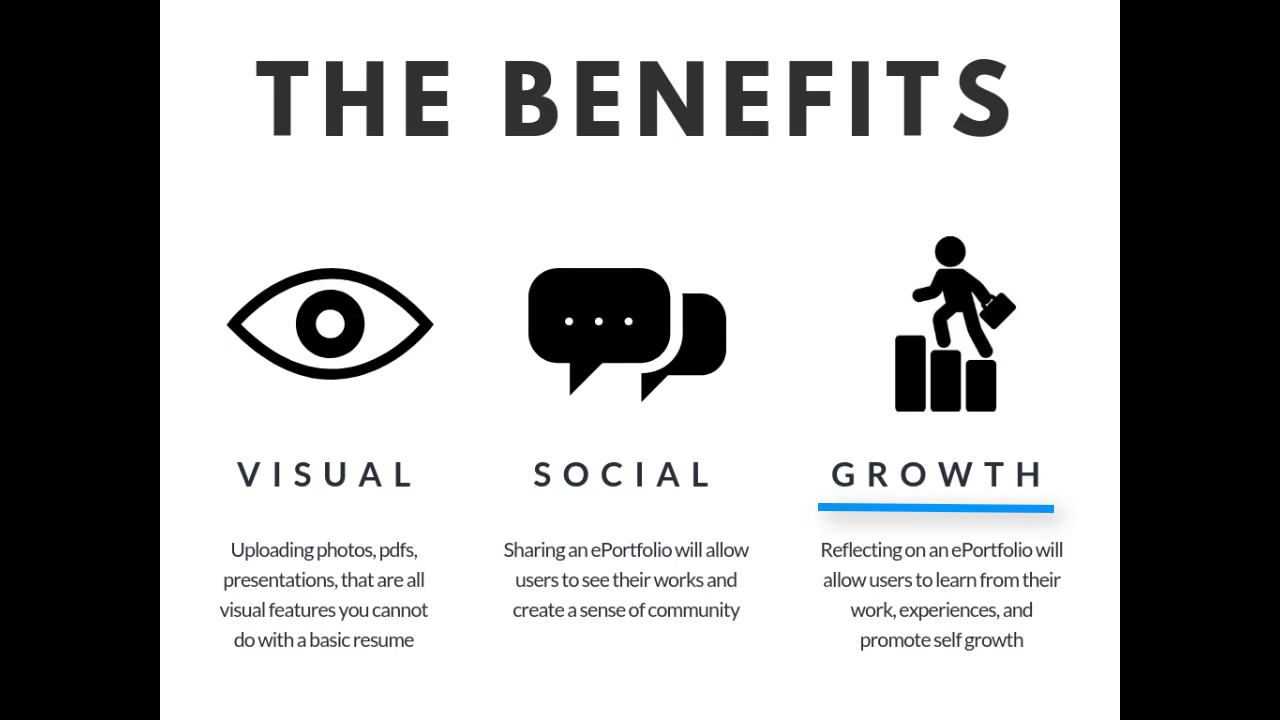 THE BENEFITS
VISUAL
Uploading photos, pdfs,
presentations, that are all
visual features you cannot
do with a basic resume
SOCIAL
Sharing an ePortfolio will allow
users to see their works and
create a sense of community
GROWTH
Reflecting on an ePortfolio will
allow users to learn from their
work, experiences, and
promote self growth